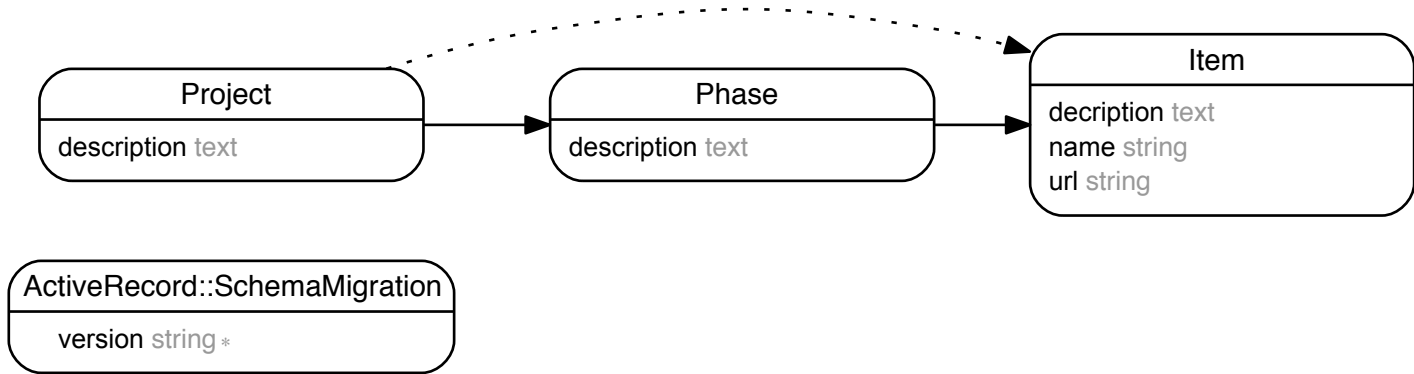 Project
description text
Phase
description text
Item
decription text
name string
url string
ActiveRecord::SchemaMigration
version string *